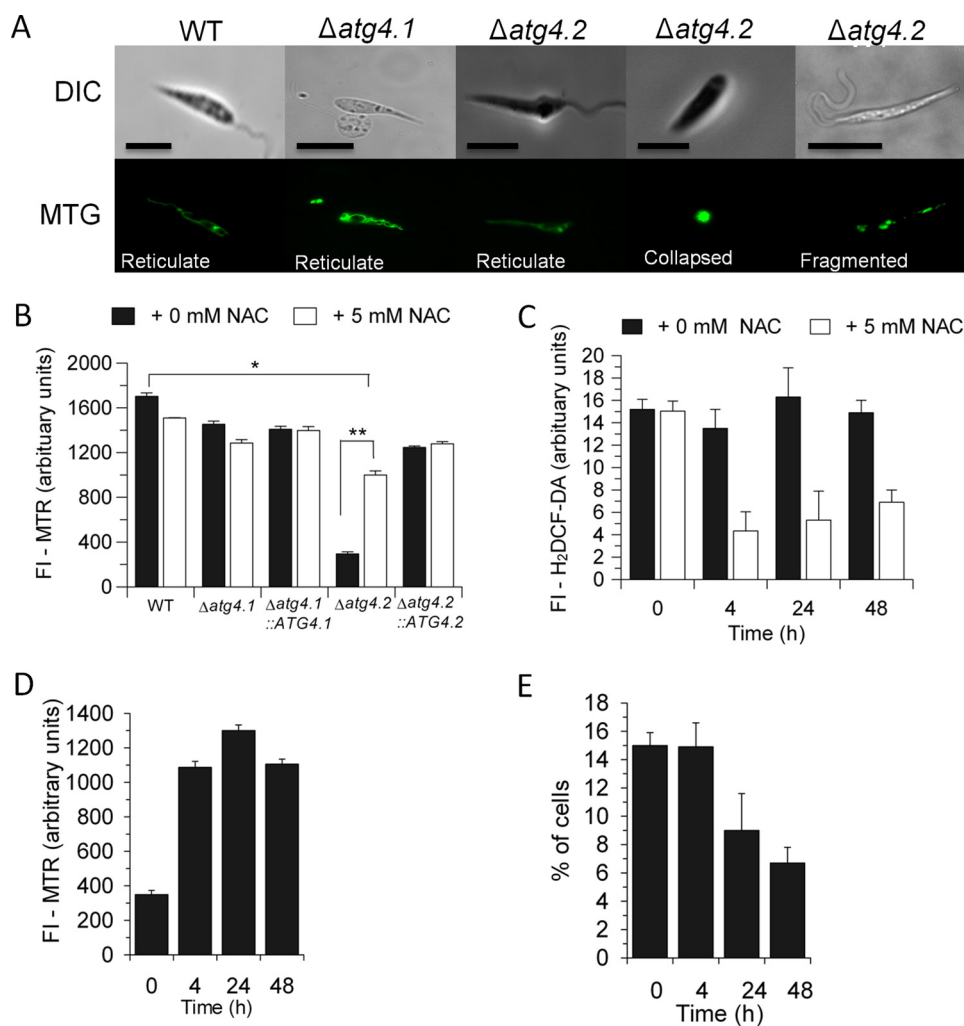 A
WT Δatg4.1 Δatg4.2 Δatg4.2 Δatg4.2
DIC
MTG
Reticulate Reticulate Reticulate Collapsed Fragmented
B
+ 0 mM NAC + 5 mM NAC
FI - MTR (arbituary units)
2000
1600
1200
800
400
0
*
**
WT Δatg4.1 Δatg4.1 Δatg4.2 Δatg4.2
::ATG4.1 ::ATG4.2
C
+ 0 mM NAC + 5 mM NAC
FI - H₂DCF-DA (arbituary units)
20
18
16
14
12
10
8
6
4
2
0
0 4 24 48
Time (h)
D
FI - MTR (arbitrary units)
1400
1200
1000
800
600
400
200
0
0 4 24 48
Time (h)
E
% of cells
18
16
14
12
10
8
6
4
2
0
0 4 24 48
Time (h)